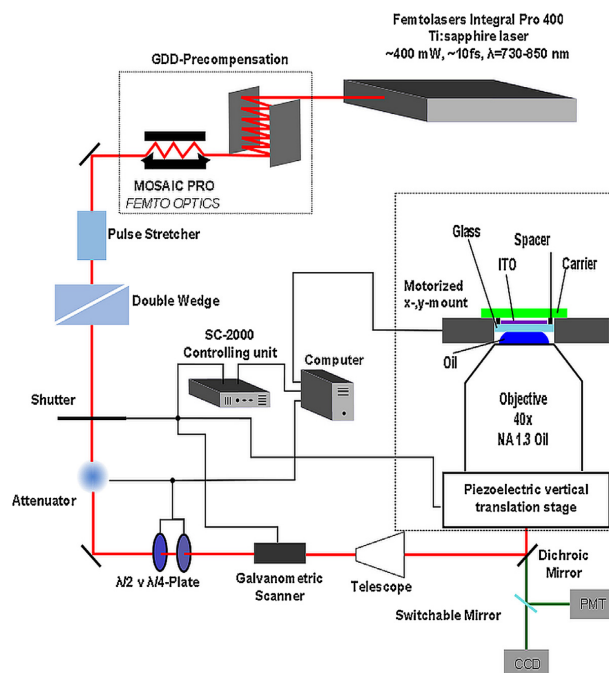 Femtolasers Integral Pro 400
Ti:sapphire laser
~400 mW, ~10fs, λ=730-850 nm
GDD-Precompensation
MOSAIC PRO
FEMTO OPTICS
Pulse Stretcher
Double Wedge
Glass
Spacer
ITO
Carrier
Motorized
x-,y-mount
SC-2000
Controlling unit
Computer
Oil
Shutter
Objective
40x
NA 1.3 Oil
Attenuator
Piezoelectric vertical
translation stage
λ/2 v λ/4-Plate
Galvanometric
Scanner
Telescope
Dichroic
Mirror
Switchable Mirror
PMT
CCD